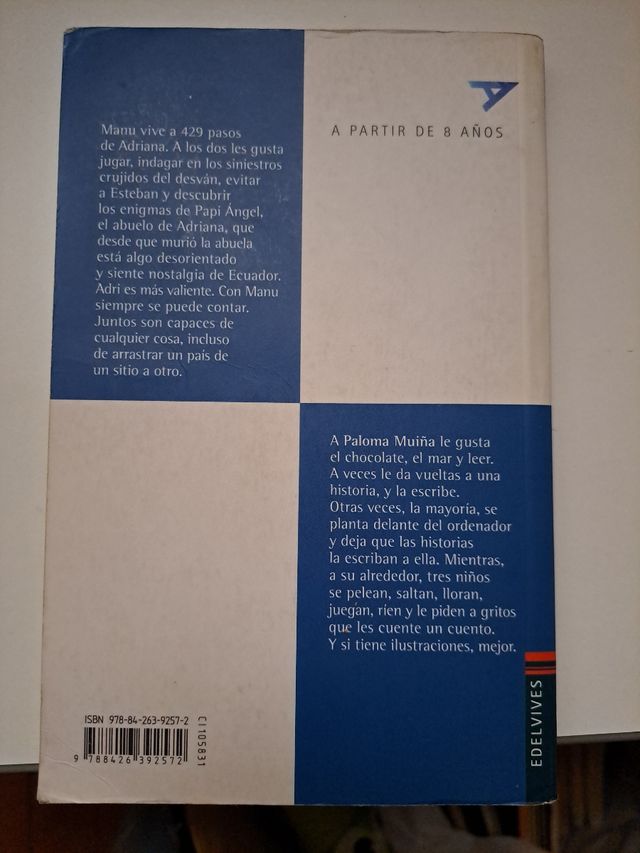 Manu vive a 429 pasos
de Adriana. A los dos les gusta
jugar, indagar en los siniestros
crujidos del desván, evitar
a Esteban y descubrir
los enigmas de Papi Ángel,
el abuelo de Adriana, que
desde que murió la abuela
está algo desorientado
y siente nostalgia de Ecuador.
Adri es más valiente. Con Manu
siempre se puede contar.
Juntos son capaces de
cualquier cosa, incluso
de arrastrar un país de
un sitio a otro.
A PARTIR DE 8 AÑOS
A Paloma Muiña le gusta
el chocolate, el mar y leer.
A veces le da vueltas a una
historia, y la escribe.
Otras veces, la mayoría, se
planta delante del ordenador
y deja que las historias
la escriban a ella. Mientras,
a su alrededor, tres niños
se pelean, saltan, lloran,
juegan, ríen y le piden a gritos
que les cuente un cuento.
Y si tiene ilustraciones, mejor.
ISBN 978-84-263-9257-2
9 788426 392572
CI 105831
EDELVIVES